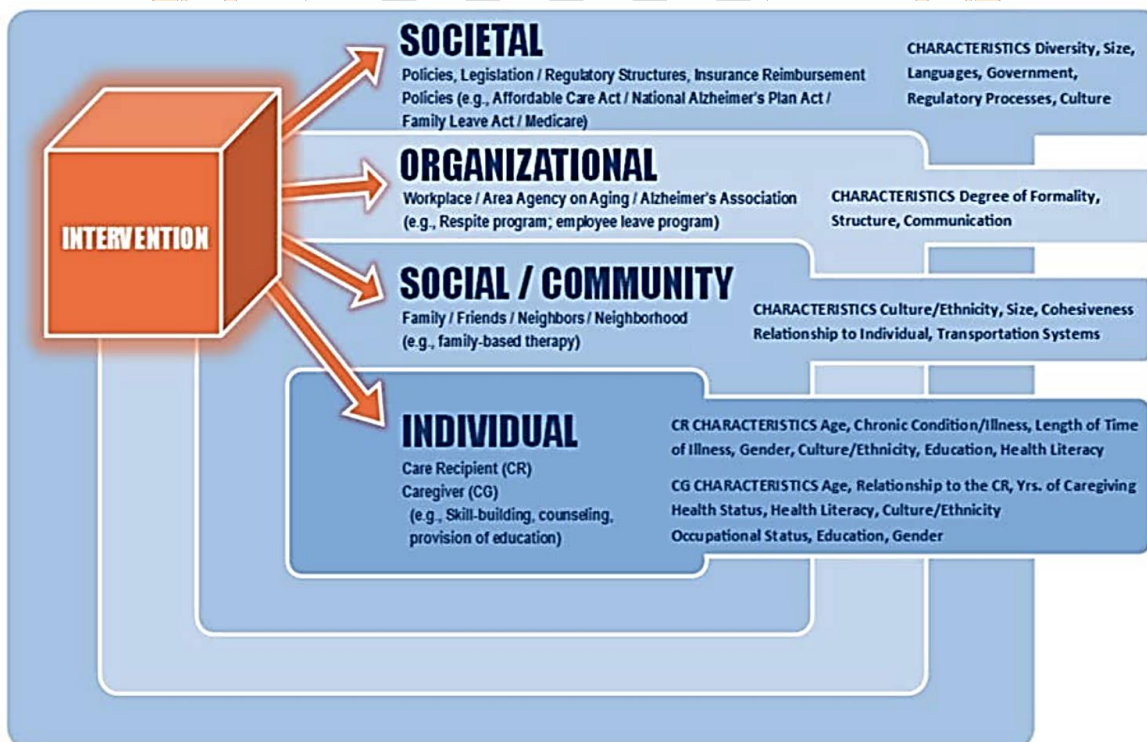 INTERVENTION
SOCIETAL
Policies, Legislation / Regulatory Structures, Insurance Reimbursement
Policies (e.g., Affordable Care Act / National Alzheimer's Plan Act /
Family Leave Act / Medicare)
CHARACTERISTICS Diversity, Size,
Languages, Government,
Regulatory Processes, Culture
ORGANIZATIONAL
Workplace / Area Agency on Aging / Alzheimer's Association
(e.g., Respite program; employee leave program)
CHARACTERISTICS Degree of Formality,
Structure, Communication
SOCIAL / COMMUNITY
Family / Friends / Neighbors / Neighborhood
(e.g., family-based therapy)
CHARACTERISTICS Culture/Ethnicity, Size, Cohesiveness
Relationship to Individual, Transportation Systems
INDIVIDUAL
Care Recipient (CR)
Caregiver (CG)
(e.g., Skill-building, counseling,
provision of education)
CR CHARACTERISTICS Age, Chronic Condition/Illness, Length of Time
of Illness, Gender, Culture/Ethnicity, Education, Health Literacy
CG CHARACTERISTICS Age, Relationship to the CR, Yrs. of Caregiving
Health Status, Health Literacy, Culture/Ethnicity
Occupational Status, Education, Gender